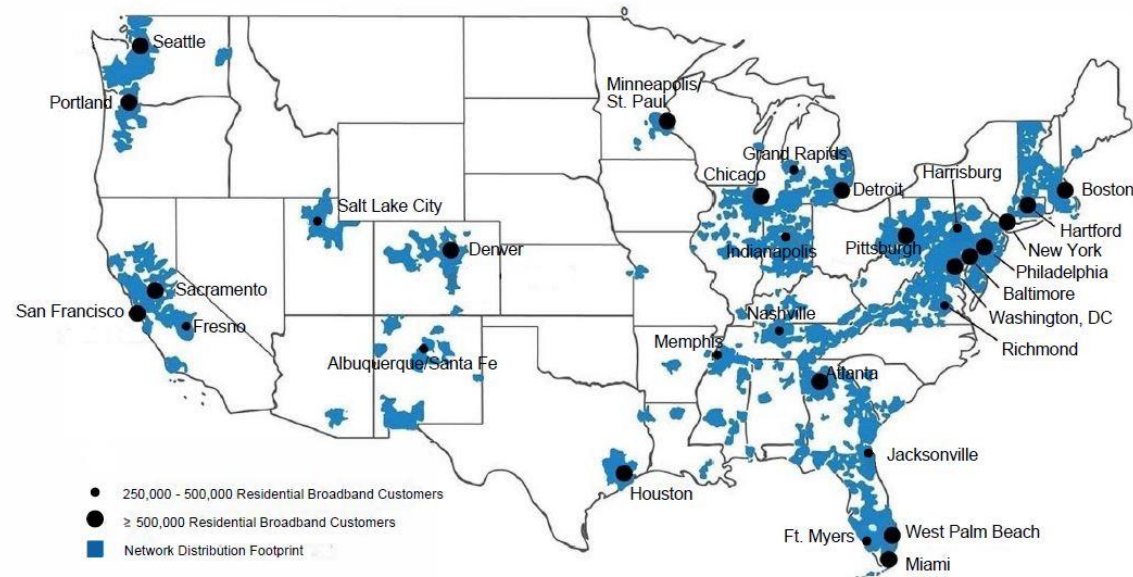 Seattle
Portland
Minneapolis/
St. Paul
Grand Rapids
Chicago
Harrisburg
Detroit
Boston
Salt Lake City
Hartford
Denver
Indianapolis
Pittsburgh
New York
Philadelphia
Sacramento
Baltimore
San Francisco
Fresno
Nashville
Washington, DC
Memphis
Richmond
Albuquerque/Santa Fe
Atlanta
Jacksonville
Houston
250,000 - 500,000 Residential Broadband Customers
≥ 500,000 Residential Broadband Customers
Network Distribution Footprint
Ft. Myers
West Palm Beach
Miami